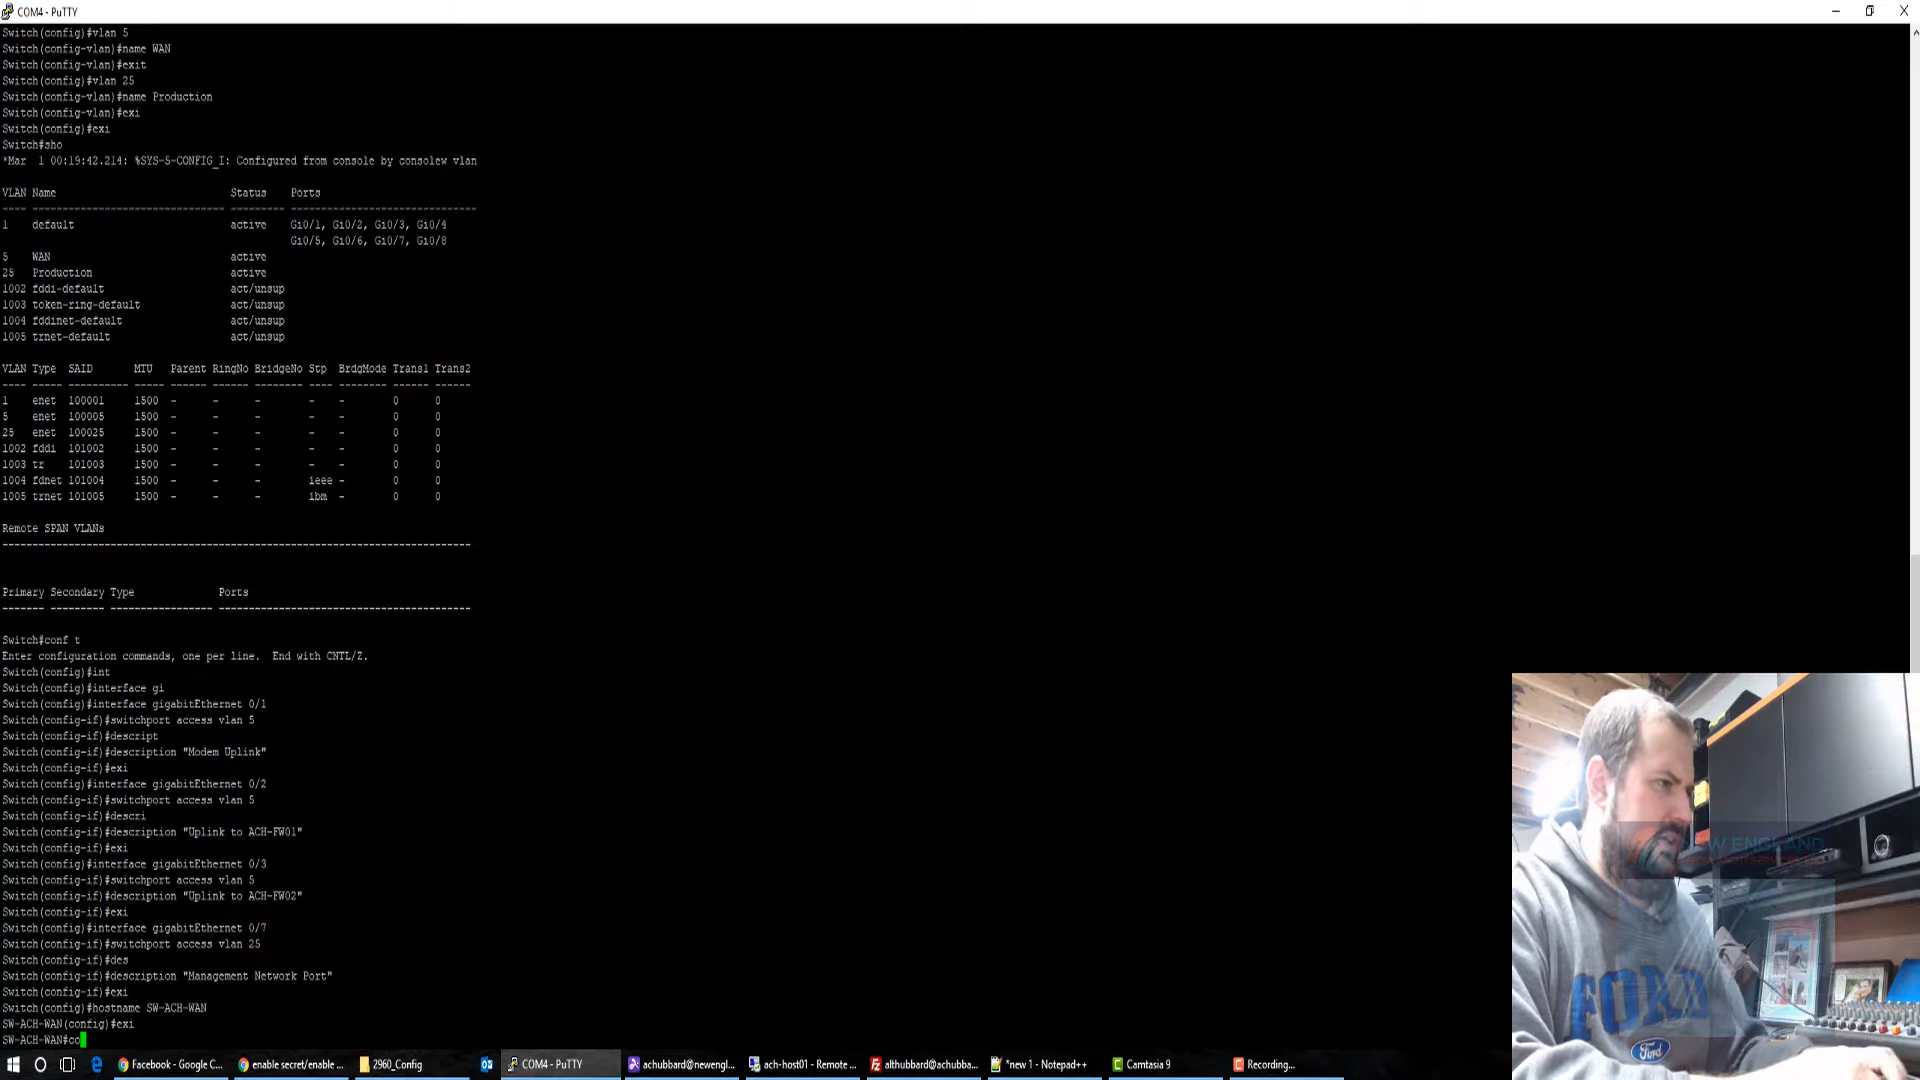 COM4 - PuTTY
Switch(config)#vlan 5
Switch(config-vlan)#name WAN
Switch(config-vlan)#exit
Switch(config)#vlan 25
Switch(config-vlan)#name Production
Switch(config-vlan)#exi
Switch(config)#exi
Switch#sho
*Mar  1 00:19:42.214: %SYS-5-CONFIG_I: Configured from console by consolew vlan
VLAN Name Status Ports
---- -------------------------------- --------- -------------------------------
1 default active Gi0/1, Gi0/2, Gi0/3, Gi0/4
Gi0/5, Gi0/6, Gi0/7, Gi0/8
5 WAN active
25 Production active
1002 fddi-default act/unsup
1003 token-ring-default act/unsup
1004 fddinet-default act/unsup
1005 trnet-default act/unsup
VLAN Type SAID MTU Parent RingNo BridgeNo Stp BrdgMode Trans1 Trans2
---- ----- ---------- ----- ------ ------ -------- ---- -------- ------ ------
1 enet 100001 1500 - - - - - 0 0
5 enet 100005 1500 - - - - - 0 0
25 enet 100025 1500 - - - - - 0 0
1002 fddi 101002 1500 - - - - - 0 0
1003 tr 101003 1500 - - - - - 0 0
1004 fdnet 101004 1500 - - - ieee - 0 0
1005 trnet 101005 1500 - - - ibm - 0 0
Remote SPAN VLANs
------------------------------------------------------------------------------
Primary Secondary Type Ports
------- --------- ----------------- ------------------------------------------
Switch#conf t
Enter configuration commands, one per line.  End with CNTL/Z.
Switch(config)#int
Switch(config)#interface gi
Switch(config)#interface gigabitEthernet 0/1
Switch(config-if)#switchport access vlan 5
Switch(config-if)#descript
Switch(config-if)#description "Modem Uplink"
Switch(config-if)#exi
Switch(config)#interface gigabitEthernet 0/2
Switch(config-if)#switchport access vlan 5
Switch(config-if)#descri
Switch(config-if)#description "Uplink to ACH-FW01"
Switch(config-if)#exi
Switch(config)#interface gigabitEthernet 0/3
Switch(config-if)#switchport access vlan 5
Switch(config-if)#description "Uplink to ACH-FW02"
Switch(config-if)#exi
Switch(config)#interface gigabitEthernet 0/7
Switch(config-if)#switchport access vlan 25
Switch(config-if)#des
Switch(config-if)#description "Management Network Port"
Switch(config-if)#exi
Switch(config)#hostname SW-ACH-WAN
SW-ACH-WAN(config)#exi
SW-ACH-WAN#co
NEW ENGLAND
FORD
Ford
Facebook - Google C...
enable secret/enable ...
2960_Config
COM4 - PuTTY
achubbard@newengl...
ach-host01 - Remote ...
althubbard@achubba...
*new 1 - Notepad++
Camtasia 9
Recording...